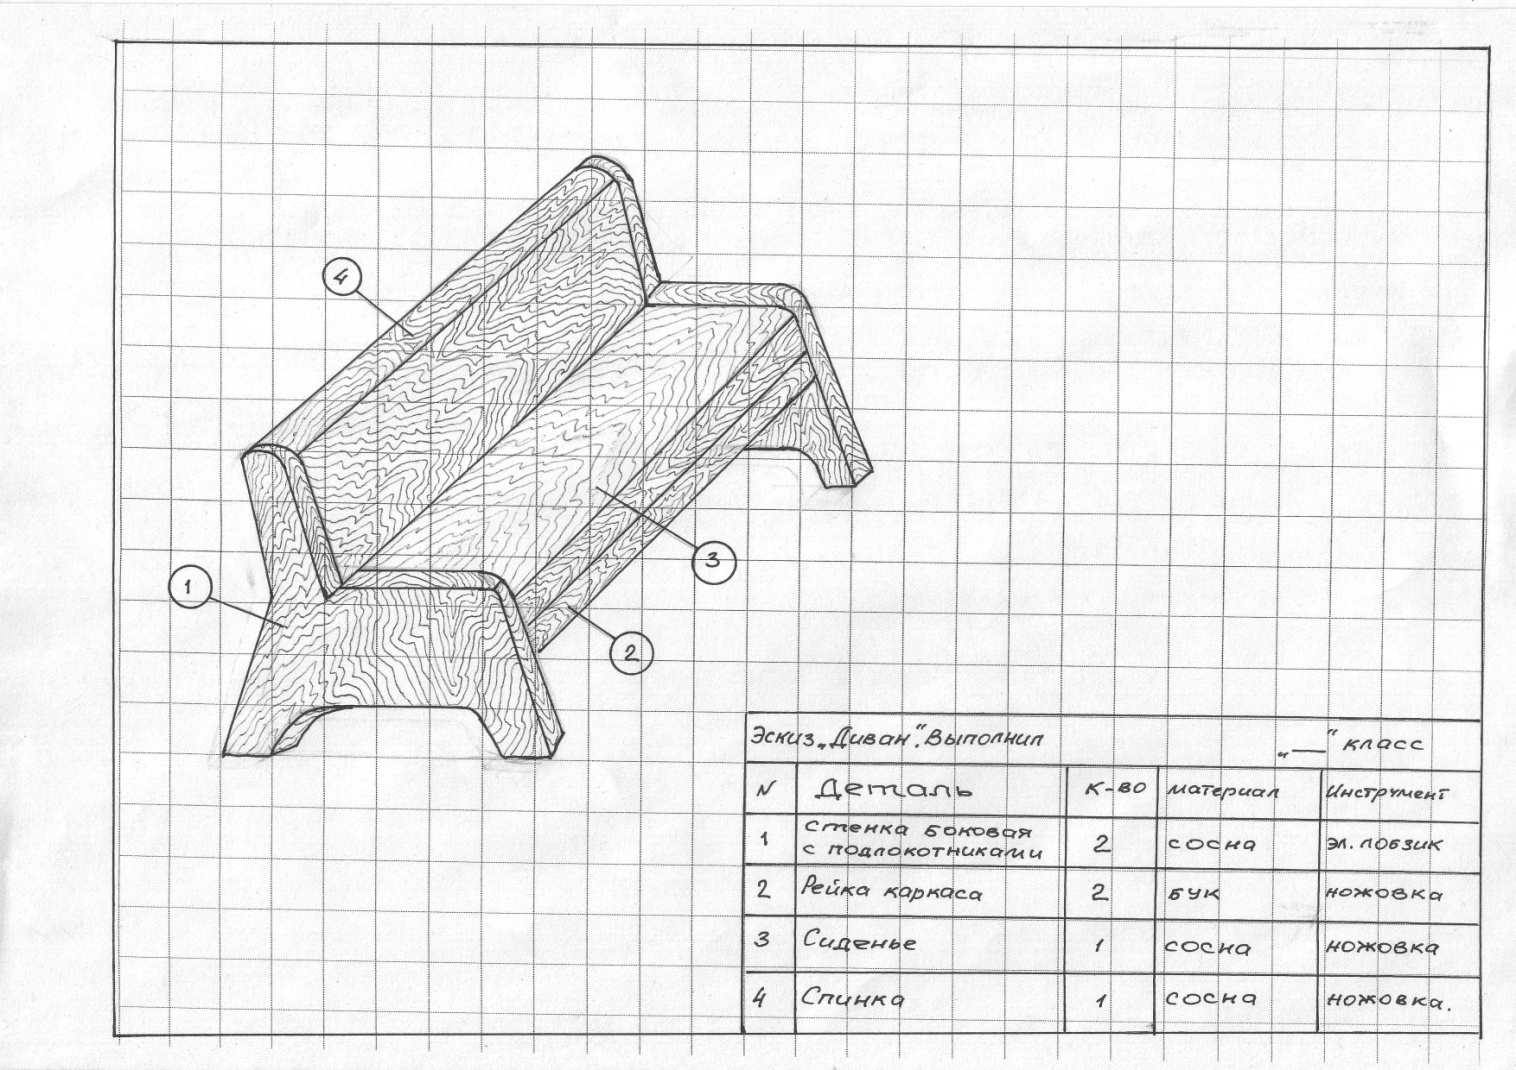 4
1
3
2
Эскиз „Диван". Выполнил „__" класс
N Деталь к-во материал Инструмент
1 Стенка боковая с подлокотниками 2 сосна эл. лобзик
2 Рейка каркаса 2 бук ножовка
3 Сиденье 1 сосна ножовка
4 Спинка 1 сосна ножовка.